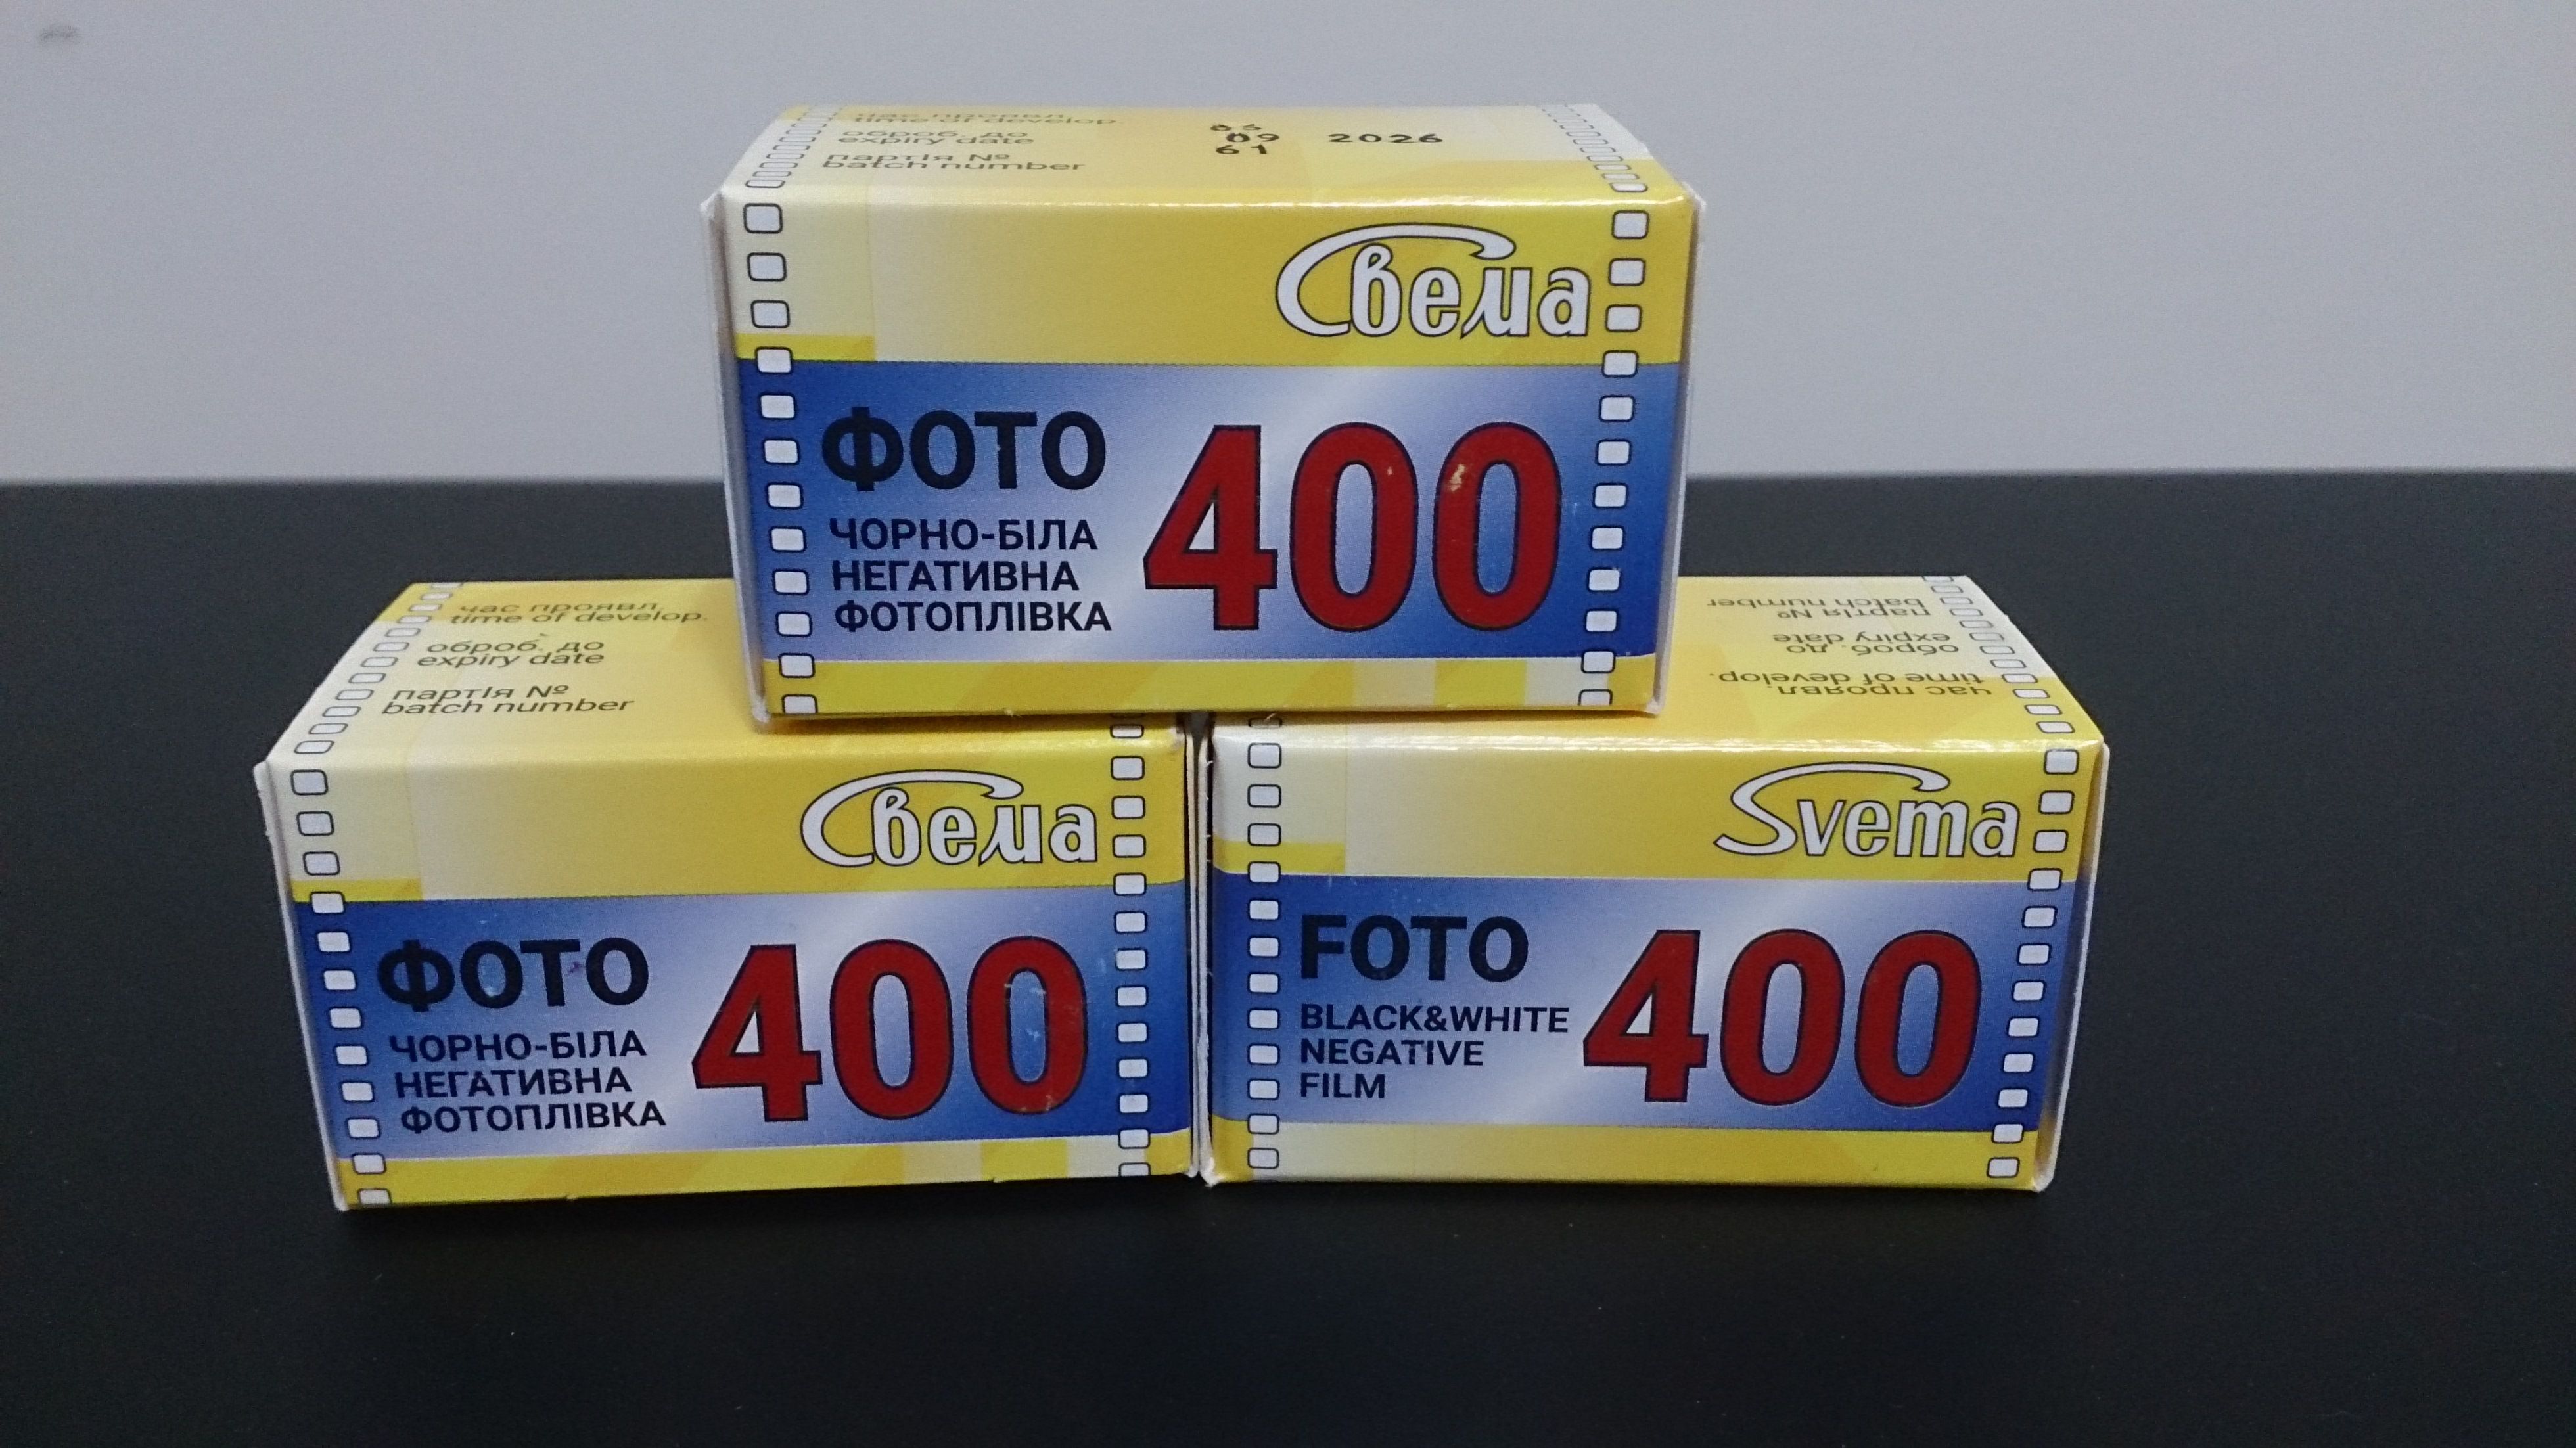 час проявл.
time of develop.
оброб. до
expiry date
09 2026
партія №
batch number
61
Свема
ФОТО
400
ЧОРНО-БІЛА
НЕГАТИВНА
ФОТОПЛІВКА
час проявл.
time of develop.
оброб. до
expiry date
партія №
batch number
Свема
ФОТО
400
ЧОРНО-БІЛА
НЕГАТИВНА
ФОТОПЛІВКА
час проявл.
time of develop.
оброб. до
expiry date
партія №
batch number
Svema
FOTO
400
BLACK&WHITE
NEGATIVE
FILM